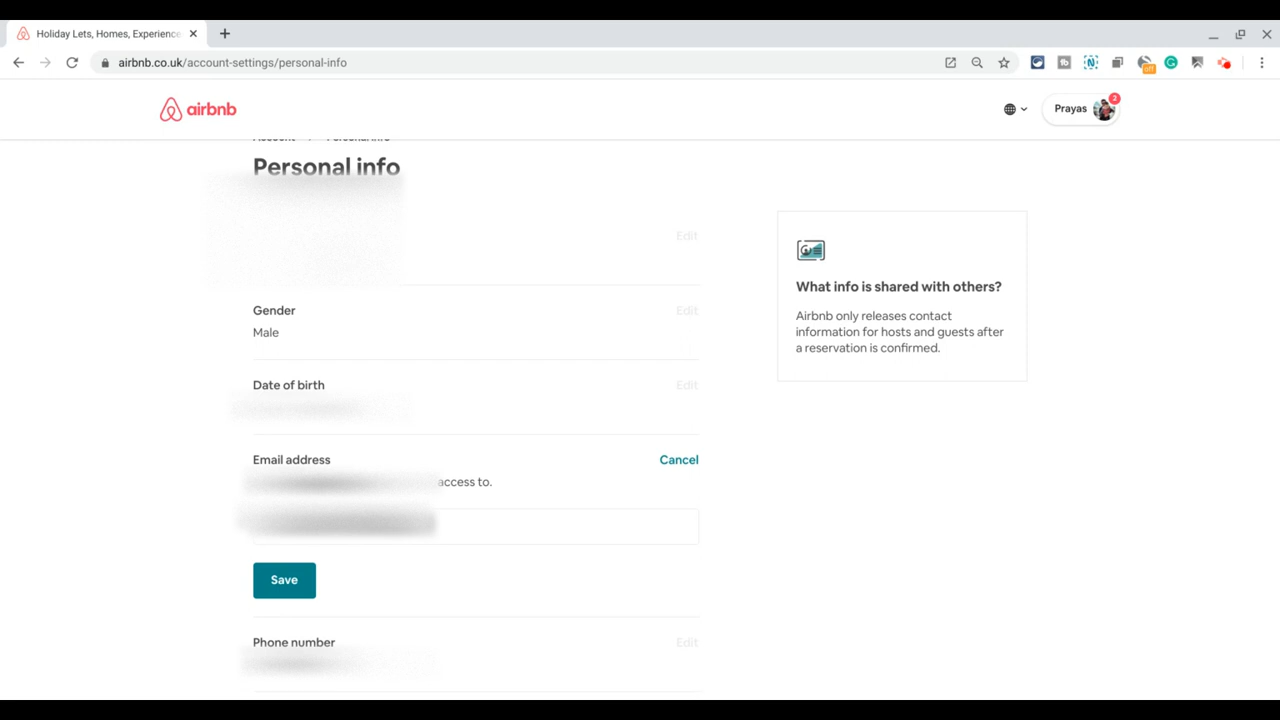 Holiday Lets, Homes, Experience
airbnb.co.uk/account-settings/personal-info
off
airbnb
Prayas
2
Personal info
Edit
What info is shared with others?
Airbnb only releases contact
information for hosts and guests after
a reservation is confirmed.
Gender
Edit
Male
Date of birth
Edit
Email address
Cancel
access to.
Save
Phone number
Edit